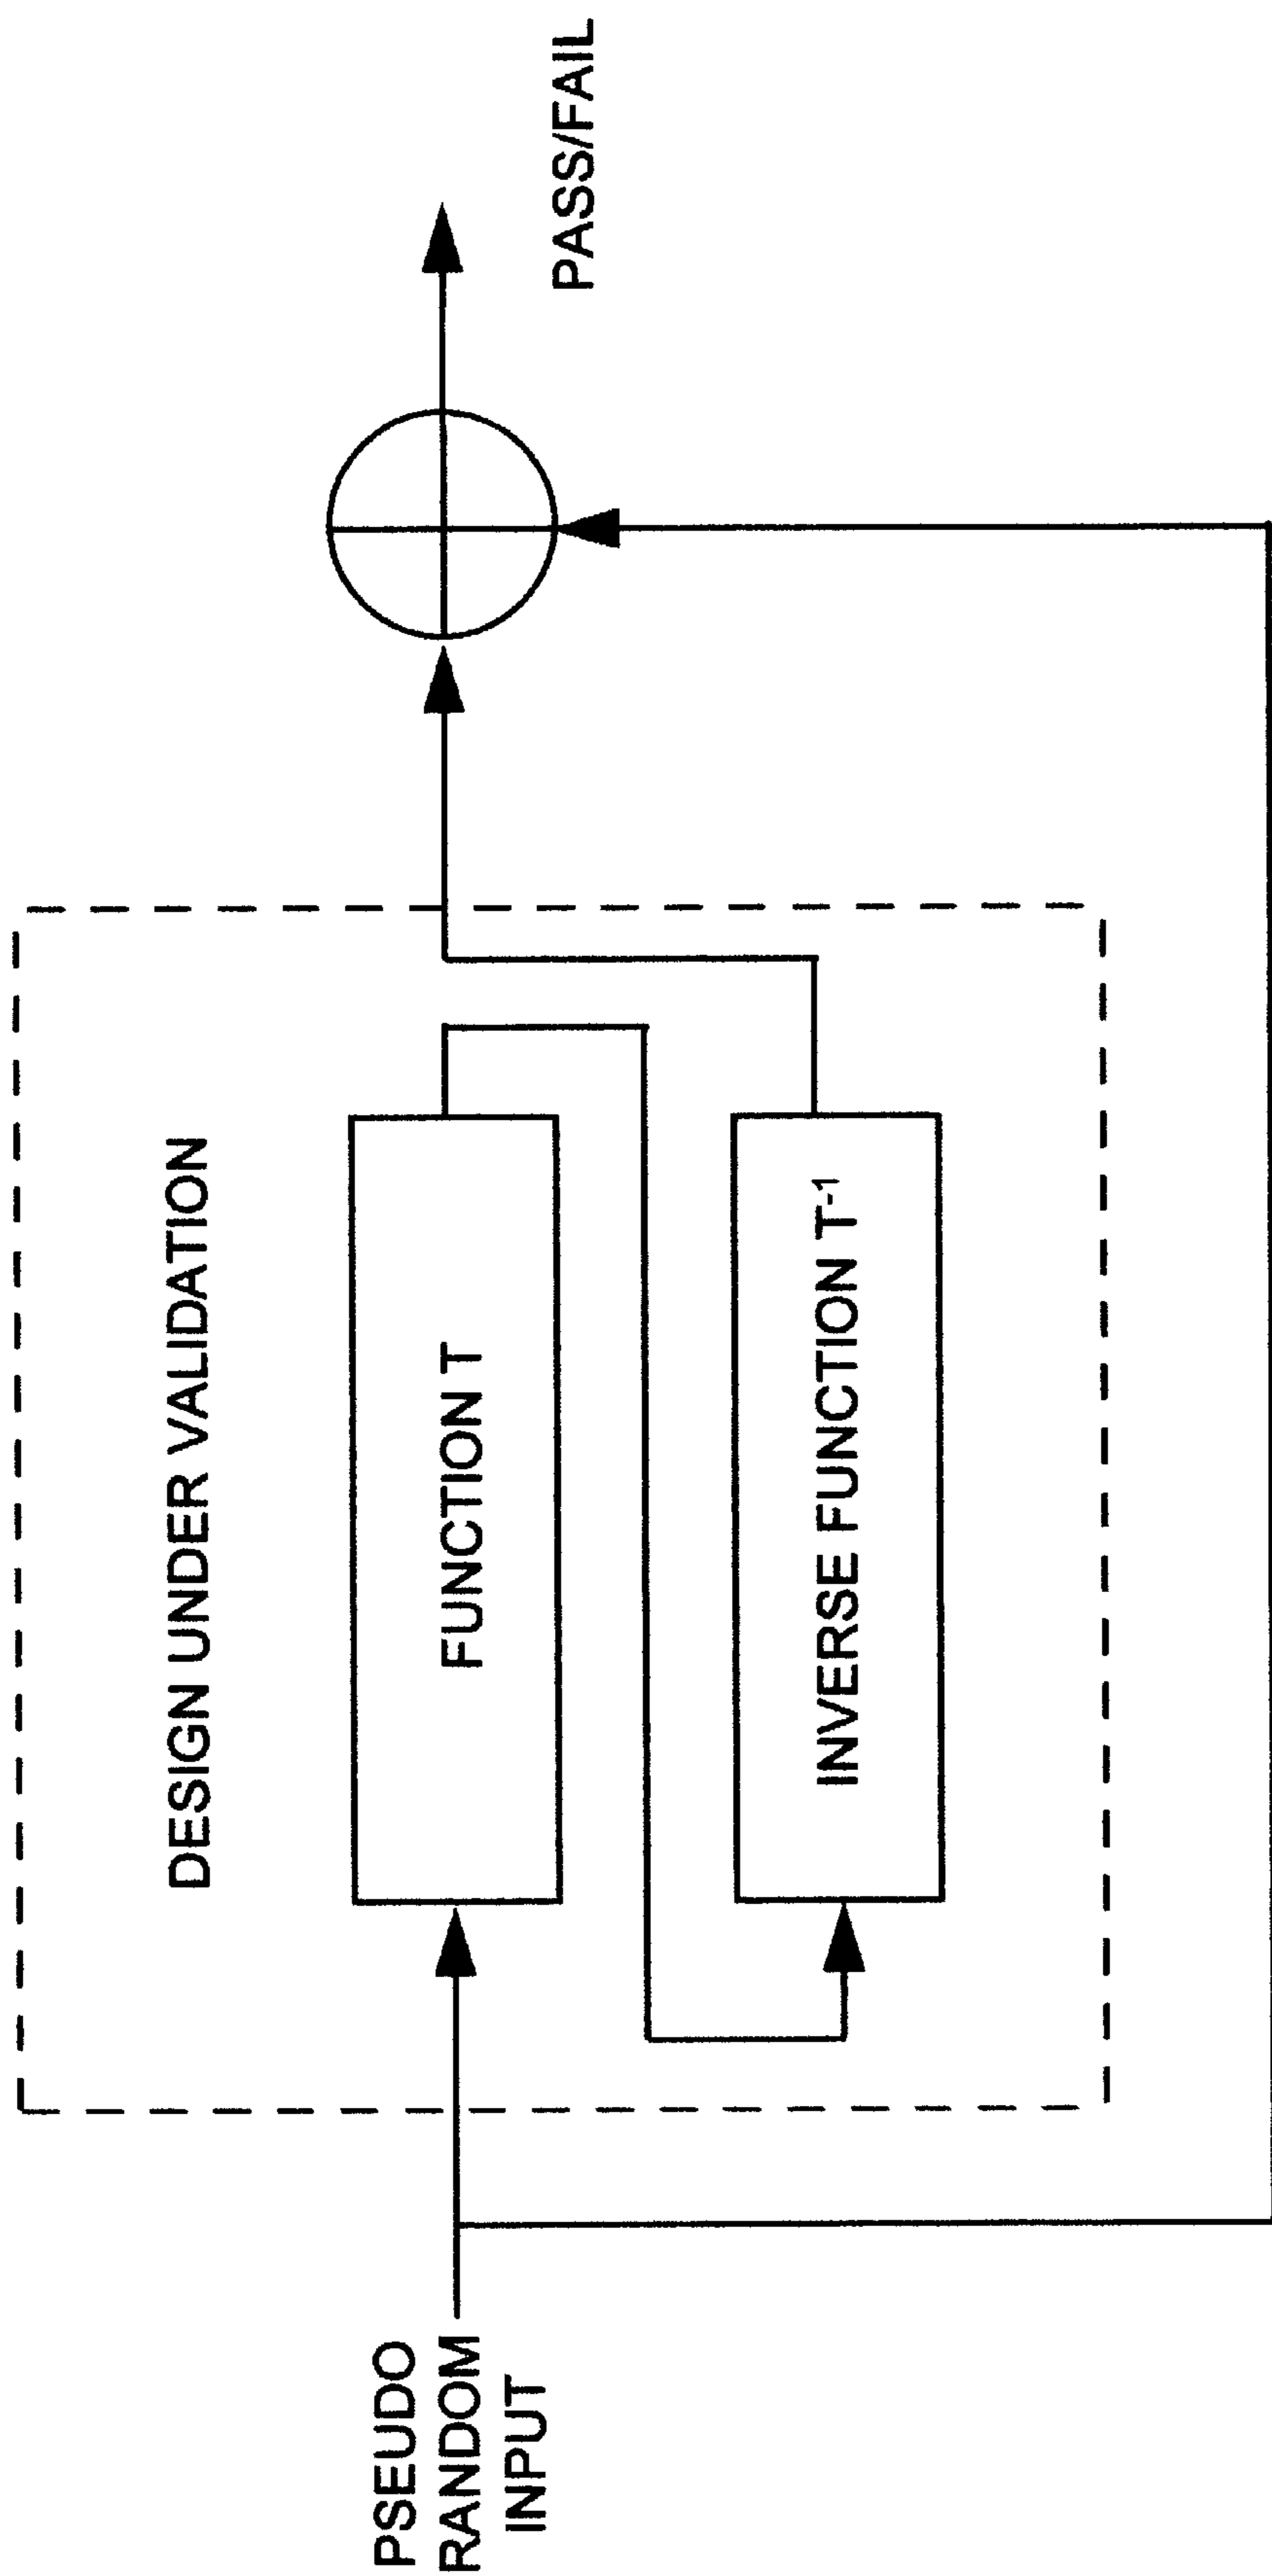 DESIGN UNDER VALIDATION
PSEUDO
RANDOM
INPUT
FUNCTION T
INVERSE FUNCTION T⁻¹
PASS/FAIL